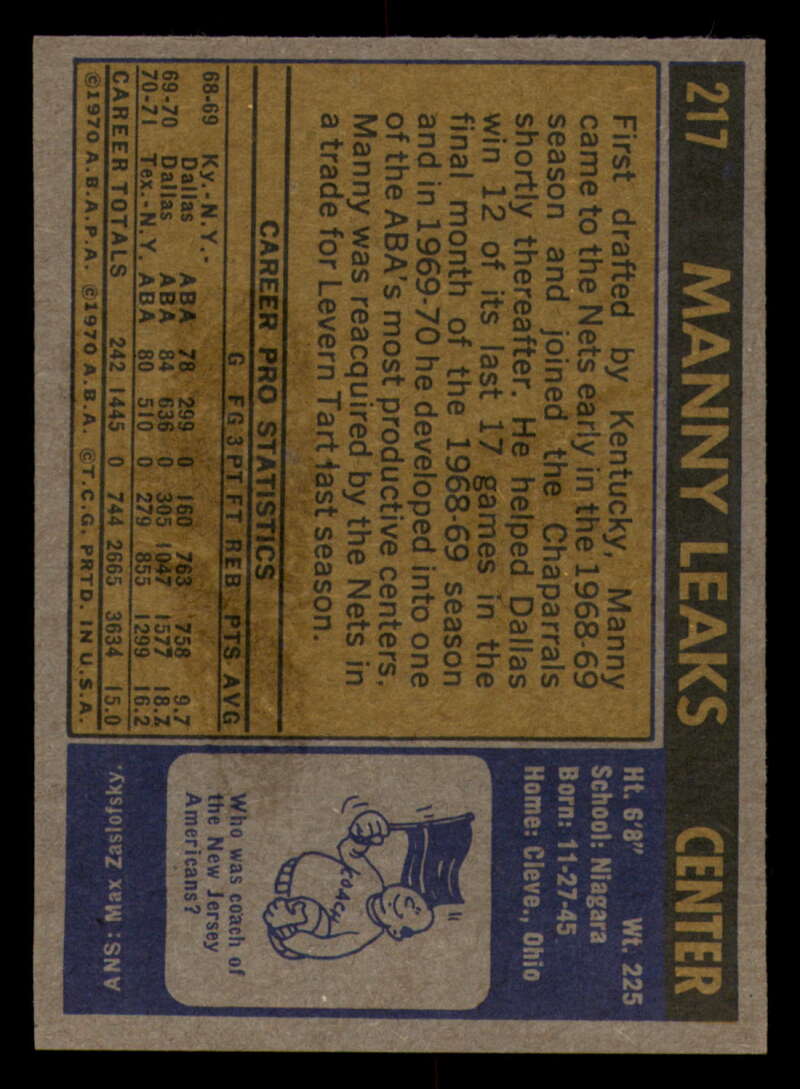 217 MANNY LEAKS CENTER
First drafted by Kentucky, Manny
came to the Nets early in the 1968-69
season and joined the Chaparrals
shortly thereafter. He helped Dallas
win 12 of its last 17 games in the
final month of the 1968-69 season
and in 1969-70 he developed into one
of the ABA's most productive centers.
Manny was reacquired by the Nets in
a trade for Levern Tart last season.
CAREER PRO STATISTICS
G FG 3PT FT REB PTS AVG
68-69 Ky.-N.Y.-
Dallas ABA 78 299 0 160 763 758 9.7
69-70 Dallas ABA 84 636 0 305 1047 1577 18.7
70-71 Tex.-N.Y. ABA 80 510 0 279 855 1299 16.2
CAREER TOTALS 242 1445 0 744 2665 3634 15.0
©1970 A.B.A.P.A. ©1970 A.B.A. ©T.C.G. PRTD. IN U.S.A.
Ht. 6'8" Wt. 225
School: Niagara
Born: 11-27-45
Home: Cleve., Ohio
COACH
Who was coach of
the New Jersey
Americans?
ANS: Max Zaslofsky.